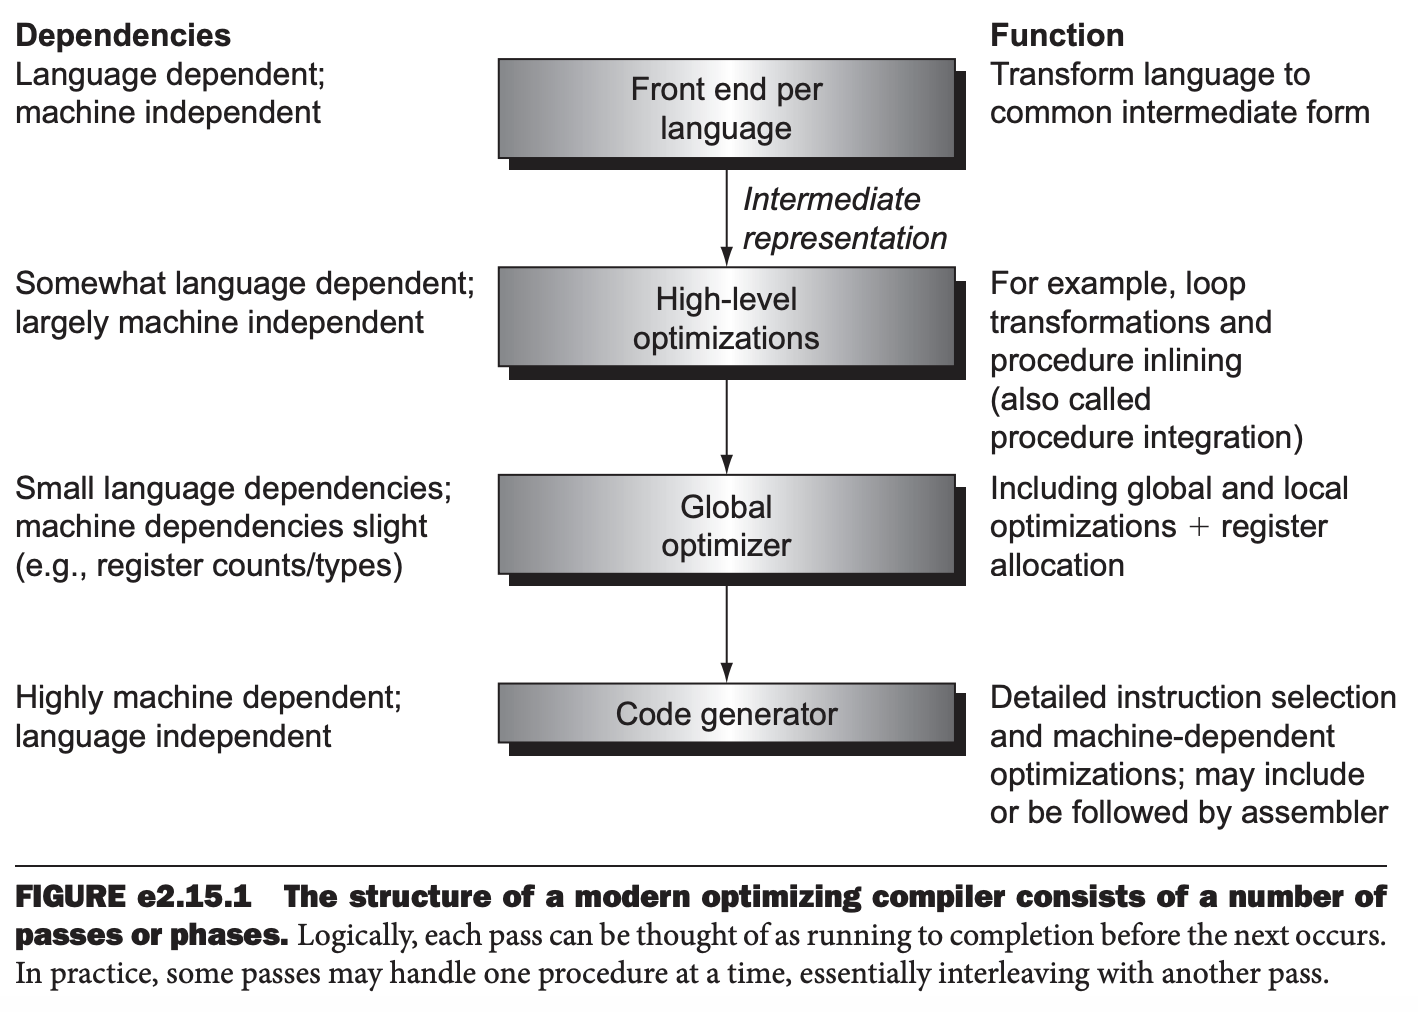 Dependencies
Language dependent;
machine independent
Front end per
language
Function
Transform language to
common intermediate form
Intermediate
representation
Somewhat language dependent;
largely machine independent
High-level
optimizations
For example, loop
transformations and
procedure inlining
(also called
procedure integration)
Small language dependencies;
machine dependencies slight
(e.g., register counts/types)
Global
optimizer
Including global and local
optimizations + register
allocation
Highly machine dependent;
language independent
Code generator
Detailed instruction selection
and machine-dependent
optimizations; may include
or be followed by assembler
FIGURE e2.15.1 The structure of a modern optimizing compiler consists of a number of
passes or phases. Logically, each pass can be thought of as running to completion before the next occurs.
In practice, some passes may handle one procedure at a time, essentially interleaving with another pass.